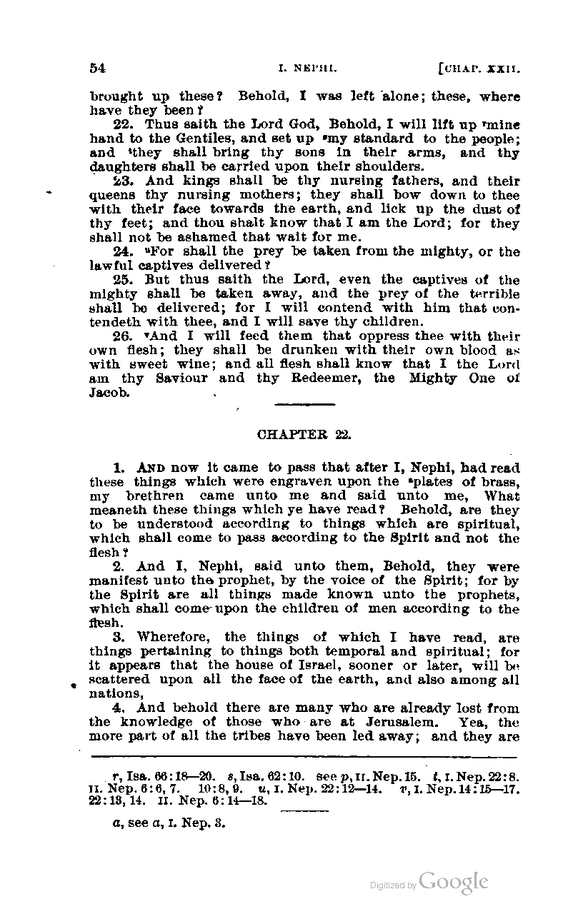 54 I. NEPHI. [CHAP. XXII.
brought up these? Behold, I was left alone; these, where
have they been?
22. Thus saith the Lord God, Behold, I will lift up ʳmine
hand to the Gentiles, and set up ˢmy standard to the people;
and ᵗthey shall bring thy sons in their arms, and thy
daughters shall be carried upon their shoulders.
23. And kings shall be thy nursing fathers, and their
queens thy nursing mothers; they shall bow down to thee
with their face towards the earth, and lick up the dust of
thy feet; and thou shalt know that I am the Lord; for they
shall not be ashamed that wait for me.
24. ᵘFor shall the prey be taken from the mighty, or the
lawful captives delivered?
25. But thus saith the Lord, even the captives of the
mighty shall be taken away, and the prey of the terrible
shall be delivered; for I will contend with him that con-
tendeth with thee, and I will save thy children.
26. ᵛAnd I will feed them that oppress thee with their
own flesh; they shall be drunken with their own blood as
with sweet wine; and all flesh shall know that I the Lord
am thy Saviour and thy Redeemer, the Mighty One of
Jacob.
CHAPTER 22.
1. AND now it came to pass that after I, Nephi, had read
these things which were engraven upon the ᵃplates of brass,
my brethren came unto me and said unto me, What
meaneth these things which ye have read? Behold, are they
to be understood according to things which are spiritual,
which shall come to pass according to the Spirit and not the
flesh?
2. And I, Nephi, said unto them, Behold, they were
manifest unto the prophet, by the voice of the Spirit; for by
the Spirit are all things made known unto the prophets,
which shall come upon the children of men according to the
flesh.
3. Wherefore, the things of which I have read, are
things pertaining to things both temporal and spiritual; for
it appears that the house of Israel, sooner or later, will be
scattered upon all the face of the earth, and also among all
nations,
4. And behold there are many who are already lost from
the knowledge of those who are at Jerusalem. Yea, the
more part of all the tribes have been led away; and they are
r, Isa. 66:18—20. s, Isa. 62:10. see p, II. Nep. 15. t, I. Nep. 22:8.
II. Nep. 6:6, 7. 10:8, 9. u, I. Nep. 22:12—14. v, I. Nep. 14:15—17.
22:13, 14. II. Nep. 6:14—18.
a, see a, I. Nep. 3.
Digitized by Google